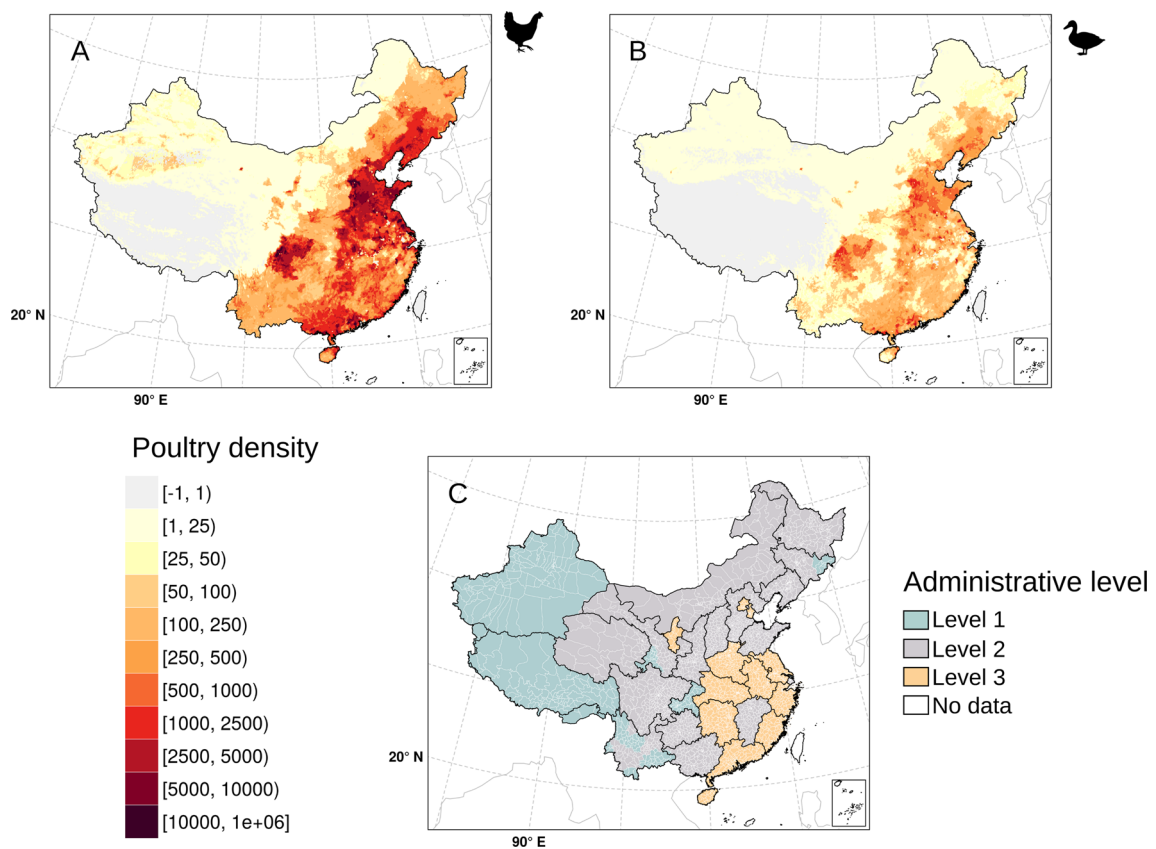 A
B
20° N
20° N
90° E
90° E
Poultry density
[-1, 1)
[1, 25)
[25, 50)
[50, 100)
[100, 250)
[250, 500)
[500, 1000)
[1000, 2500)
[2500, 5000)
[5000, 10000)
[10000, 1e+06]
C
20° N
90° E
Administrative level
Level 1
Level 2
Level 3
No data